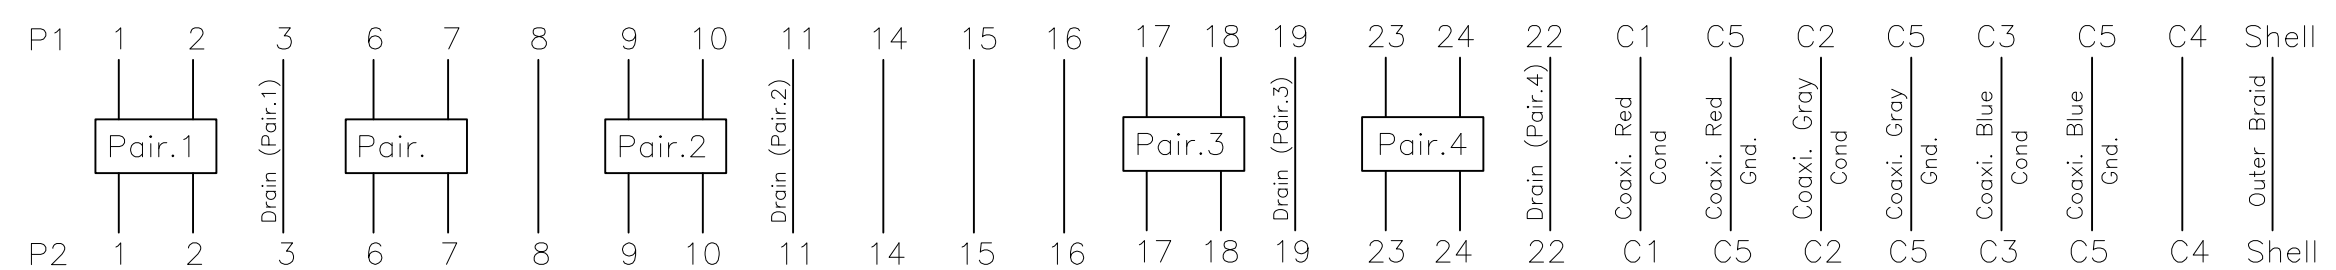 P1 1 2 3 6 7 8 9 10 11 14 15 16 17 18 19 23 24 22 C1 C5 C2 C5 C3 C5 C4 Shell
Pair.1
Drain (Pair.1)
Pair.
Pair.2
Drain (Pair.2)
Pair.3
Drain (Pair.3)
Pair.4
Drain (Pair.4)
Coaxi. Red
Cond
Coaxi. Red
Gnd.
Coaxi. Gray
Cond
Coaxi. Gray
Gnd.
Coaxi. Blue
Cond
Coaxi. Blue
Gnd.
Outer Braid
P2 1 2 3 6 7 8 9 10 11 14 15 16 17 18 19 23 24 22 C1 C5 C2 C5 C3 C5 C4 Shell